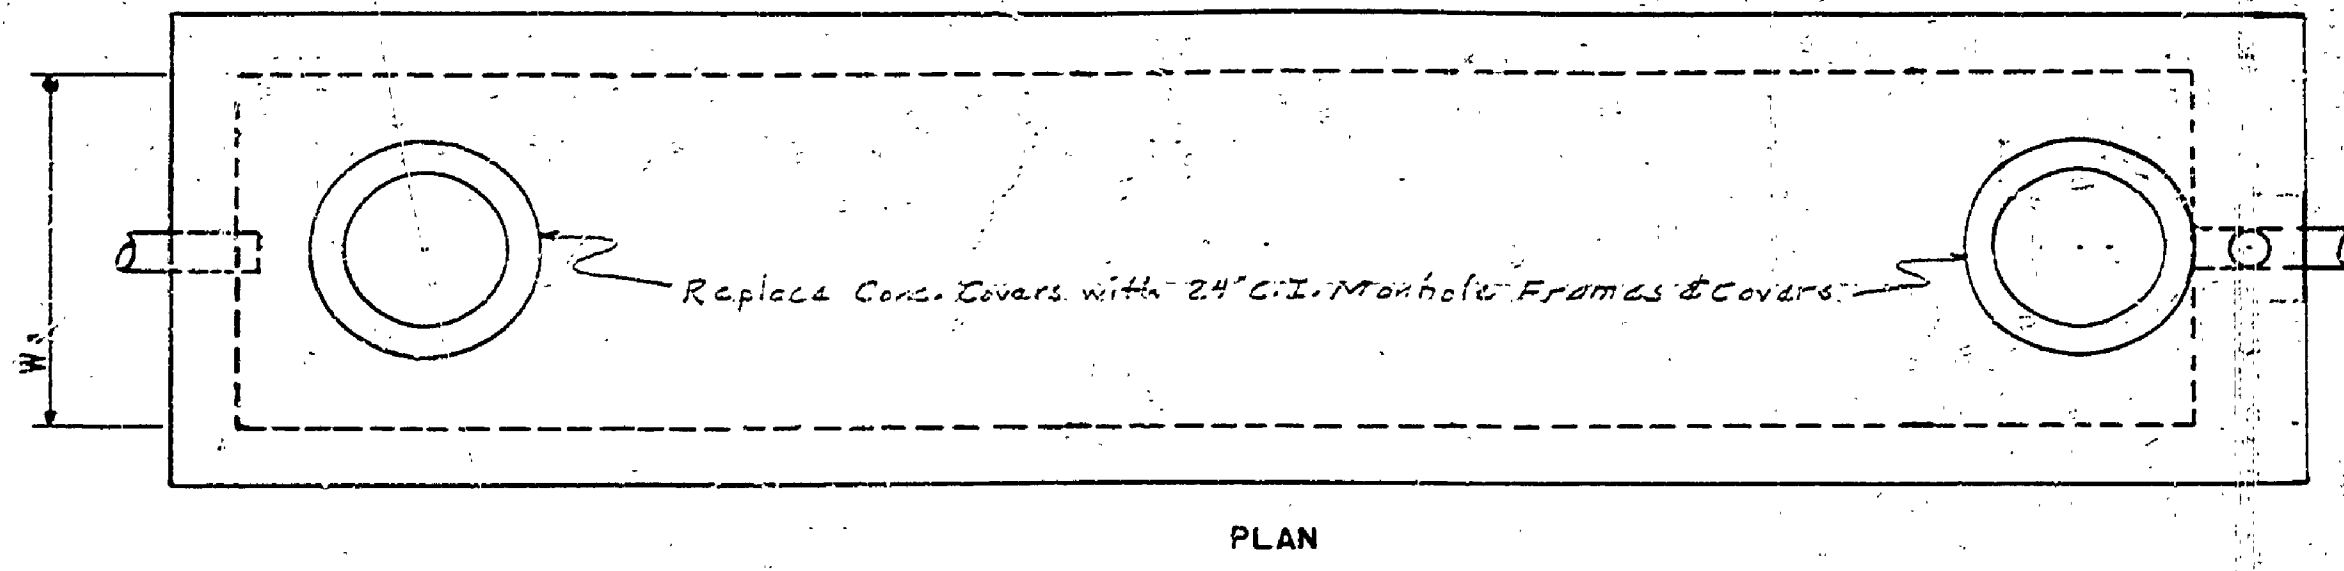 W
Replace Conc. Covers with 24" C.I. Manhole Frames & Covers
PLAN